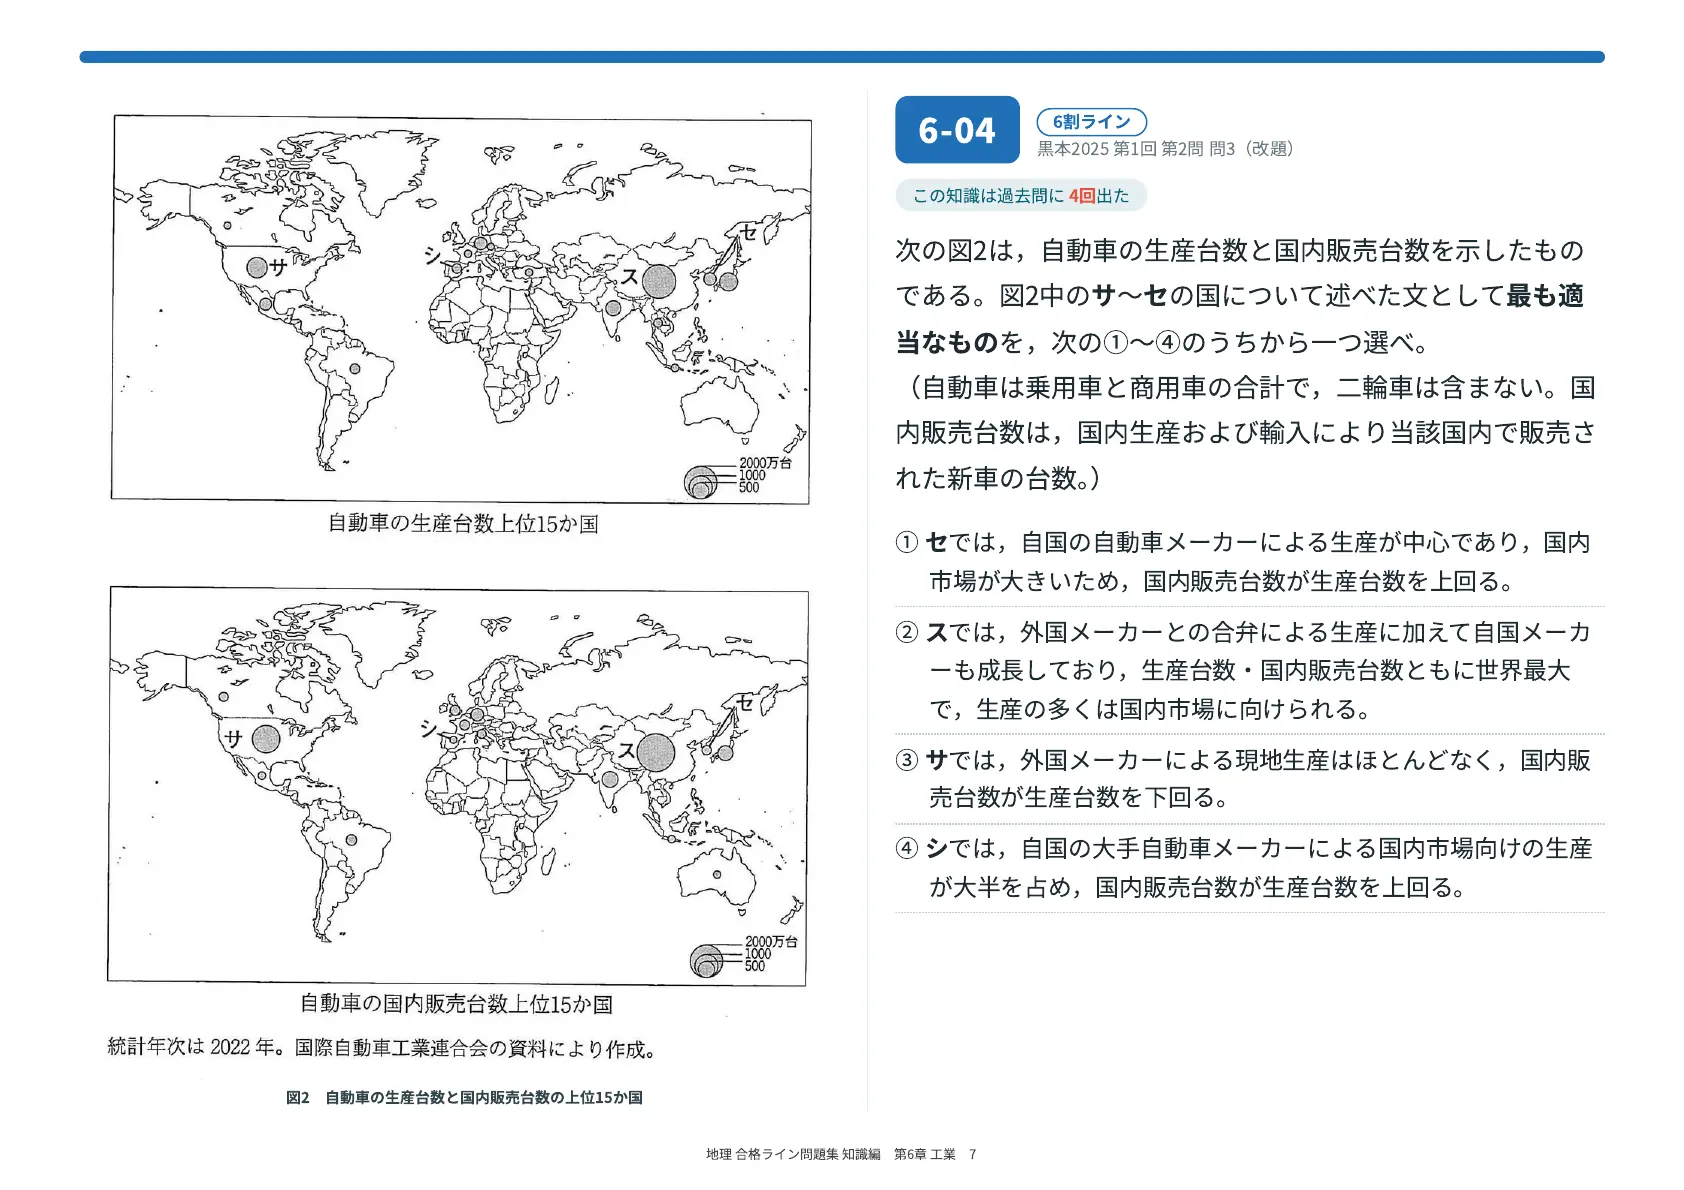 サ
シ
ス
セ
2000万台
1000
500
自動車の生産台数上位15か国
サ
シ
ス
セ
2000万台
1000
500
自動車の国内販売台数上位15か国
統計年次は 2022 年。国際自動車工業連合会の資料により作成。
図2　自動車の生産台数と国内販売台数の上位15か国
6-04
6割ライン
黒本2025 第1回 第2問 問3（改題）
この知識は過去問に 4回出た
次の図2は，自動車の生産台数と国内販売台数を示したもの
である。図2中のサ～セの国について述べた文として最も適
当なものを，次の①～④のうちから一つ選べ。
（自動車は乗用車と商用車の合計で，二輪車は含まない。国
内販売台数は，国内生産および輸入により当該国内で販売さ
れた新車の台数。）
① セでは，自国の自動車メーカーによる生産が中心であり，国内
市場が大きいため，国内販売台数が生産台数を上回る。
② スでは，外国メーカーとの合弁による生産に加えて自国メーカ
ーも成長しており，生産台数・国内販売台数ともに世界最大
で，生産の多くは国内市場に向けられる。
③ サでは，外国メーカーによる現地生産はほとんどなく，国内販
売台数が生産台数を下回る。
④ シでは，自国の大手自動車メーカーによる国内市場向けの生産
が大半を占め，国内販売台数が生産台数を上回る。
地理 合格ライン問題集 知識編　第6章 工業　7